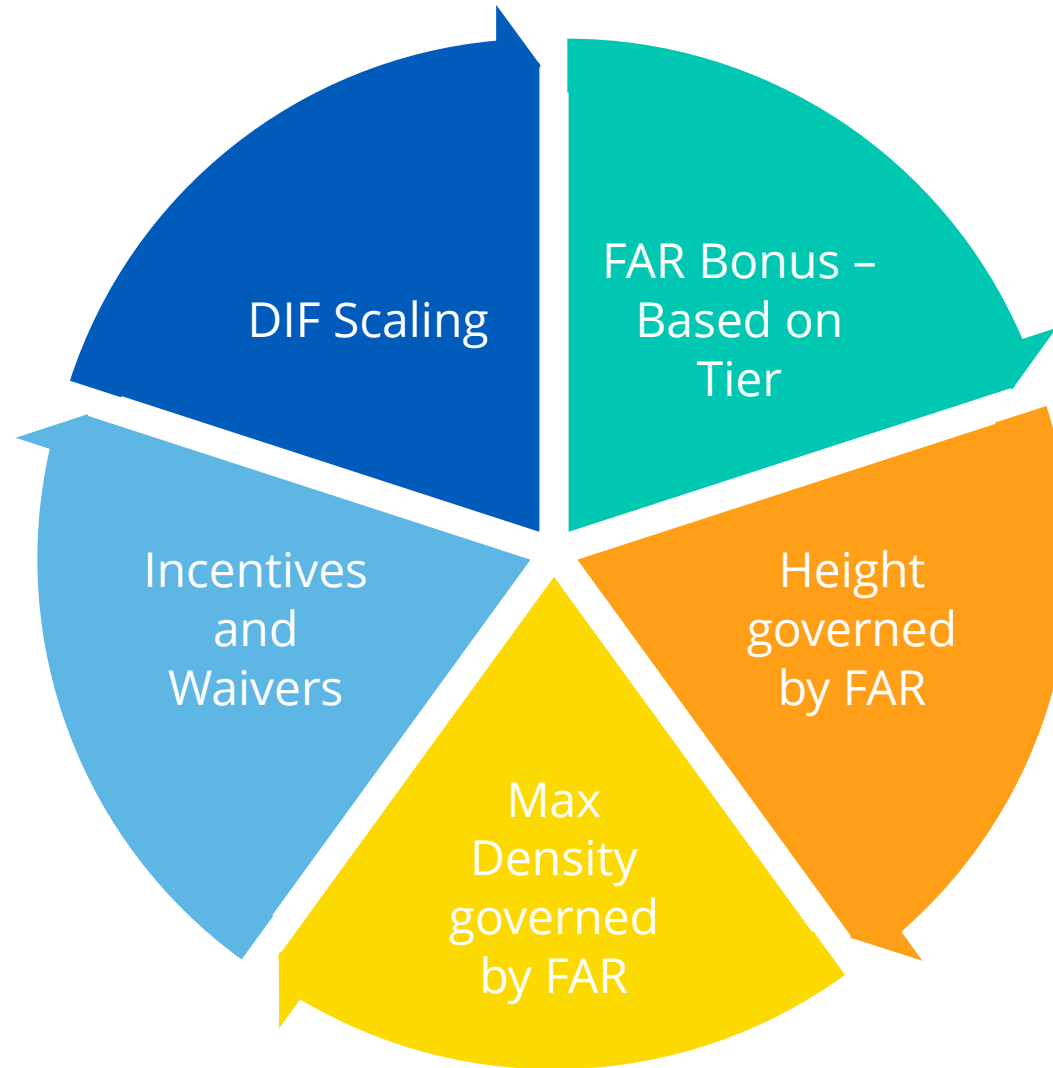 DIF Scaling
FAR Bonus –
Based on
Tier
Incentives
and
Waivers
Height
governed
by FAR
Max
Density
governed
by FAR